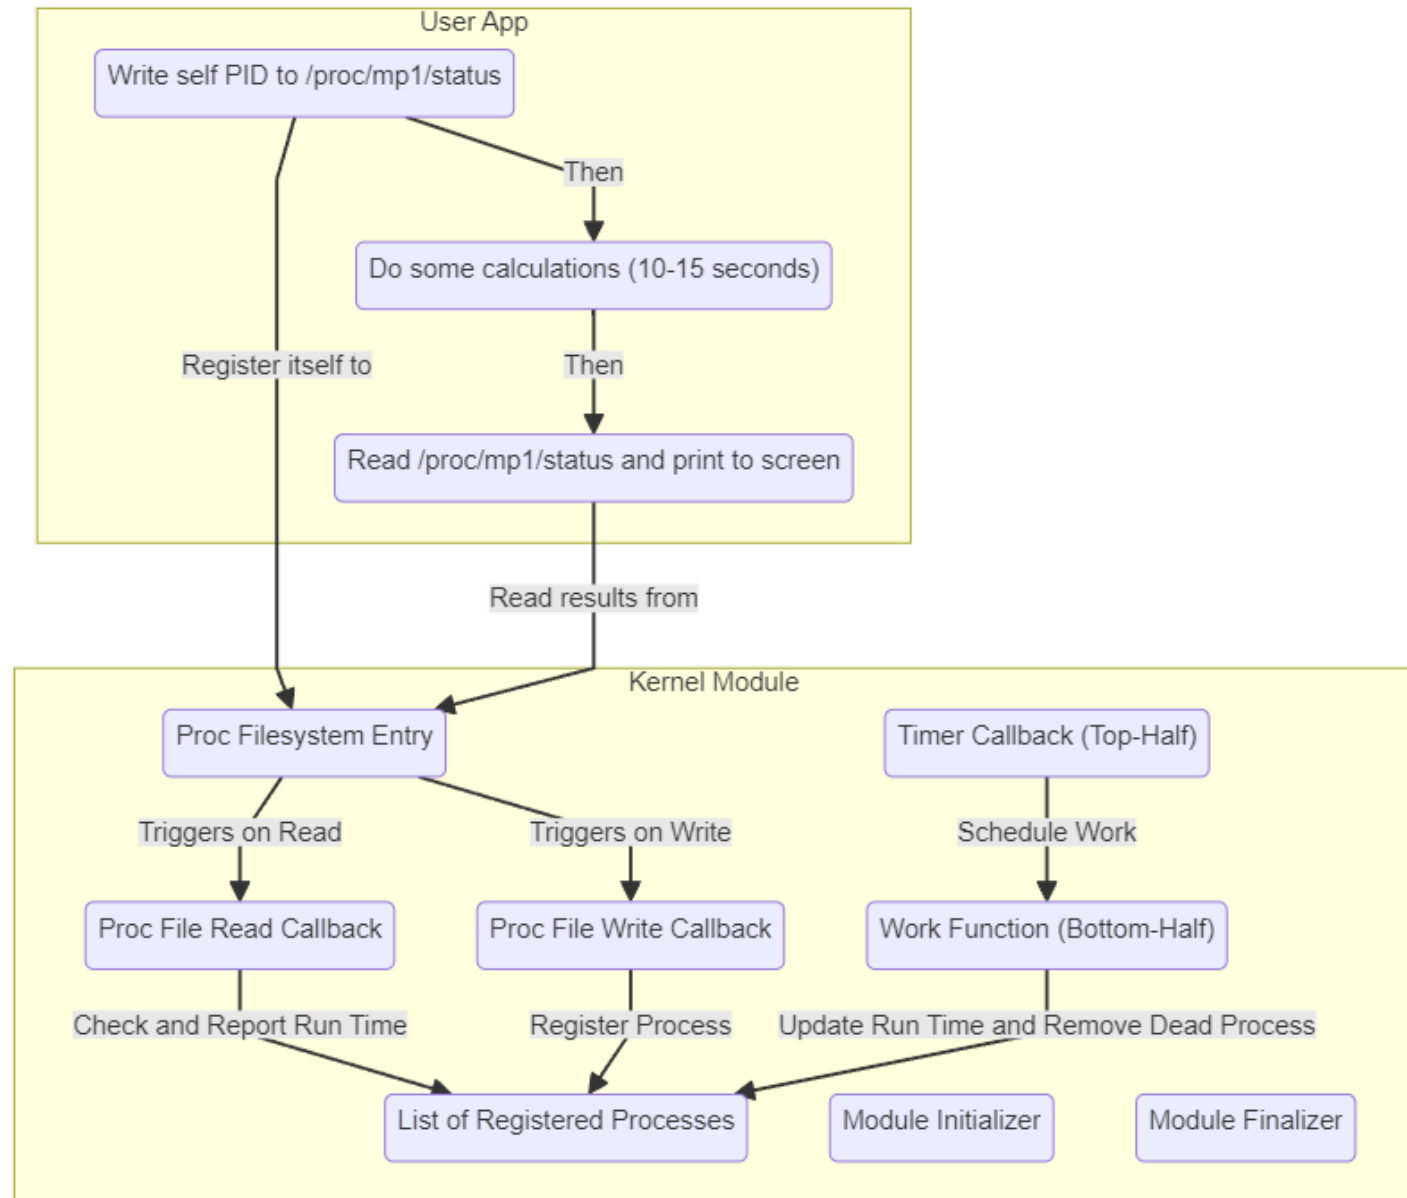 User App
Write self PID to /proc/mp1/status
Then
Do some calculations (10-15 seconds)
Register itself to
Then
Read /proc/mp1/status and print to screen
Read results from
Kernel Module
Proc Filesystem Entry
Timer Callback (Top-Half)
Triggers on Read
Triggers on Write
Schedule Work
Proc File Read Callback
Proc File Write Callback
Work Function (Bottom-Half)
Check and Report Run Time
Register Process
Update Run Time and Remove Dead Process
List of Registered Processes
Module Initializer
Module Finalizer